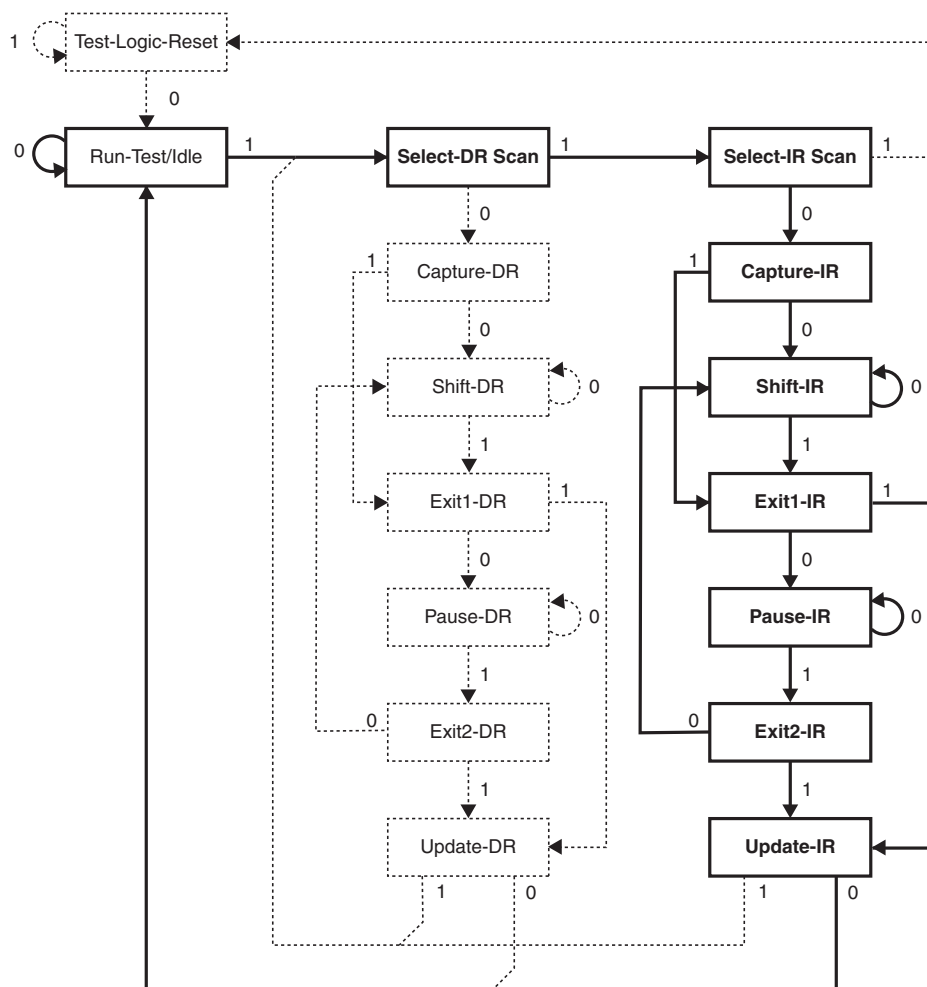 Test-Logic-Reset
1
0
0
Run-Test/Idle
1
Select-DR Scan
1
Select-IR Scan
1
0
0
1
Capture-DR
1
Capture-IR
0
0
Shift-DR
0
Shift-IR
0
1
1
Exit1-DR
1
Exit1-IR
1
0
0
Pause-DR
0
Pause-IR
0
1
1
0
Exit2-DR
0
Exit2-IR
1
1
Update-DR
Update-IR
1
0
1
0